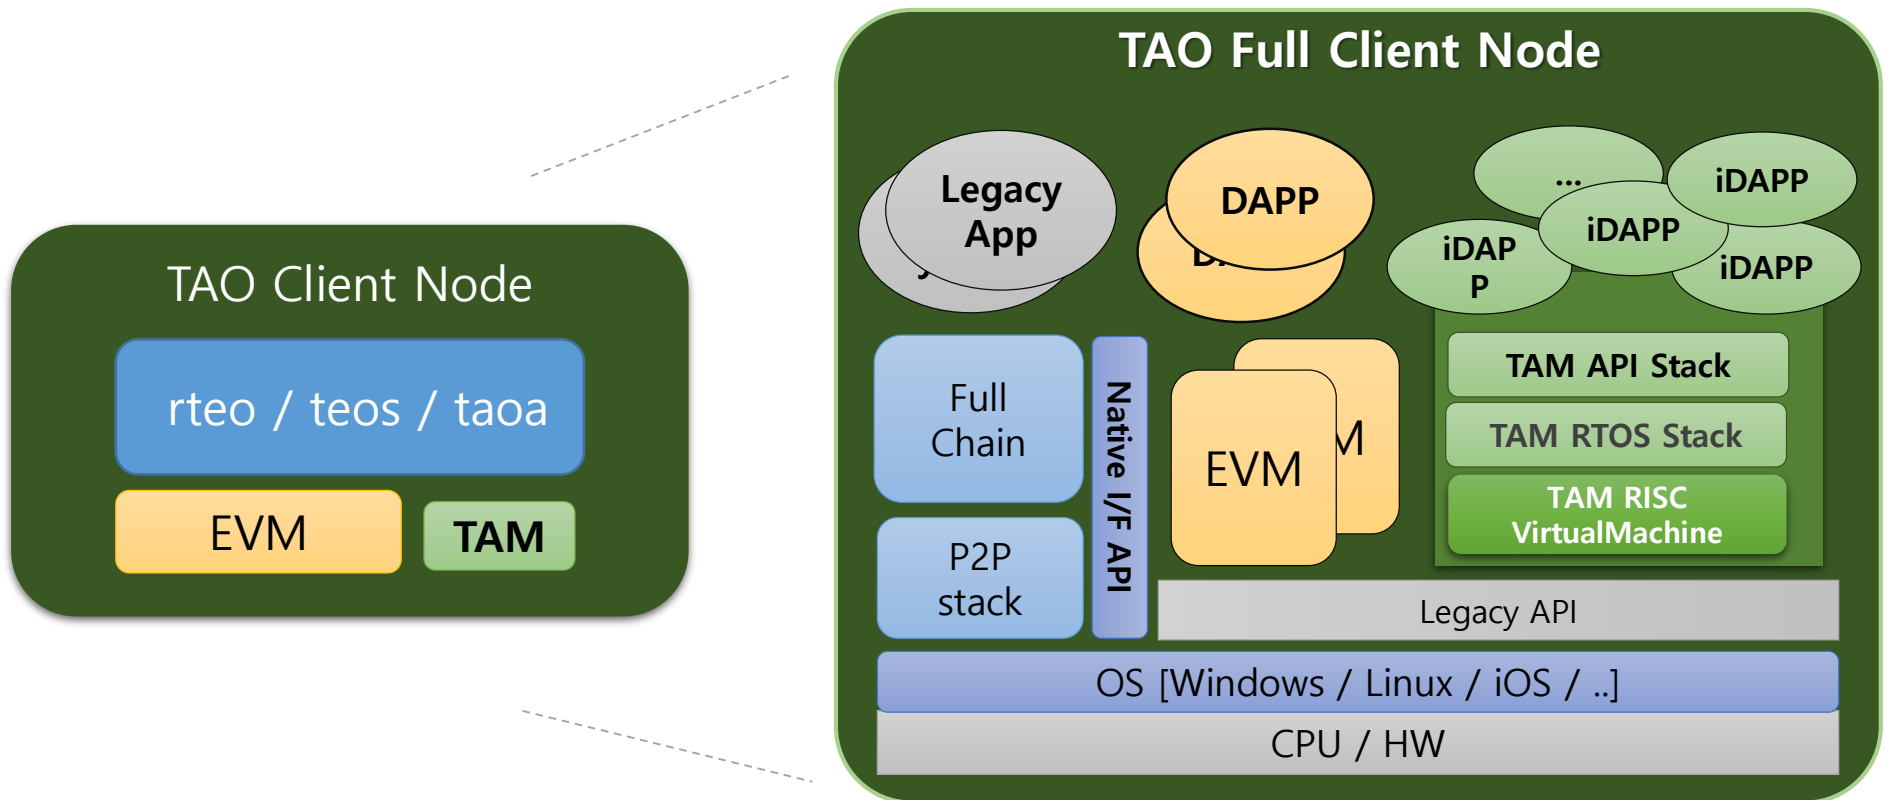 TAO Client Node
rteo / teos / taoa
EVM
TAM
TAO Full Client Node
Legacy
App
DAPP
...
iDAPP
iDAPP
iDAP
P
iDAPP
Full
Chain
P2P
stack
Native I/F API
EVM
TAM API Stack
TAM RTOS Stack
TAM RISC
VirtualMachine
Legacy API
OS [Windows / Linux / iOS / ..]
CPU / HW